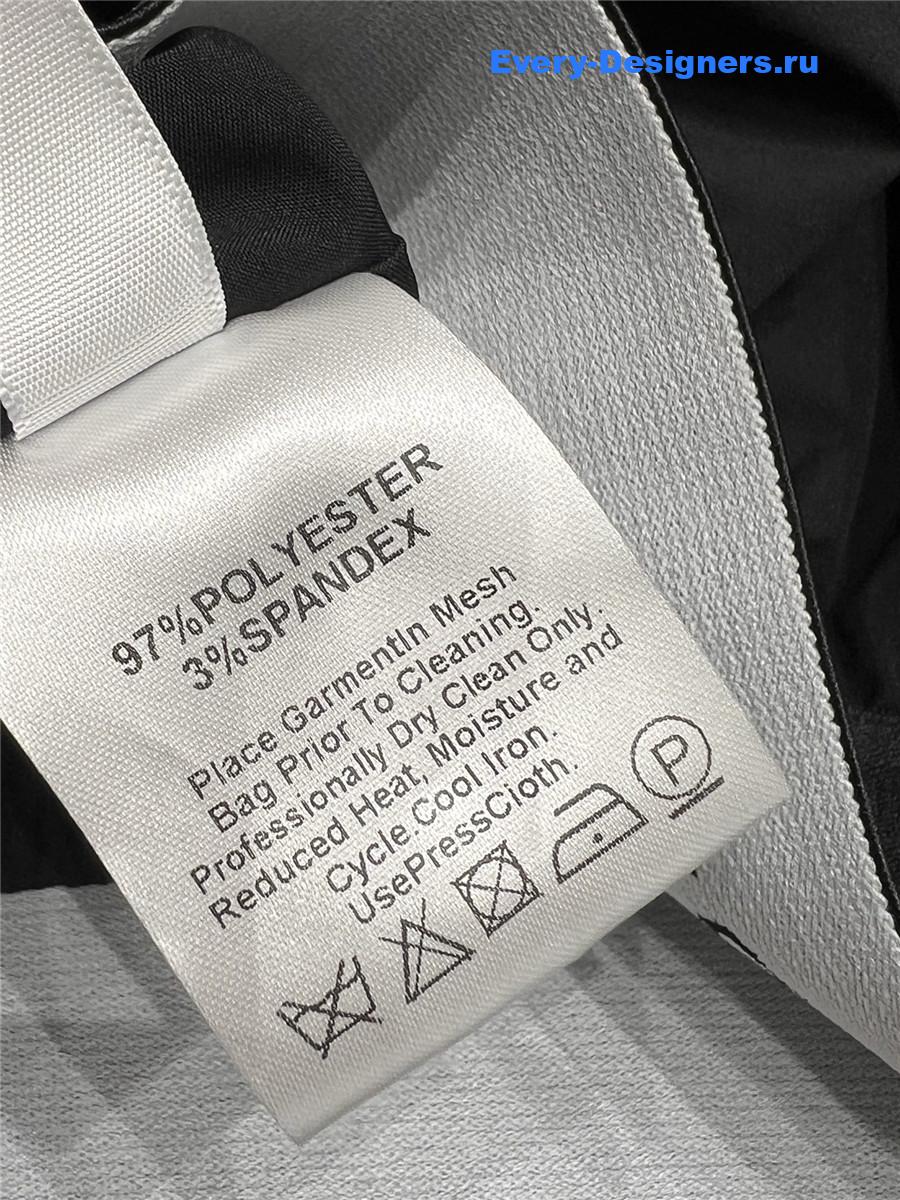 Every-Designers.ru
97%POLYESTER
3%SPANDEX
Place GarmentIn Mesh
Bag Prior To Cleaning.
Professionally Dry Clean Only.
Reduced Heat, Moisture and
Cycle.Cool Iron.
UsePressCloth.
P